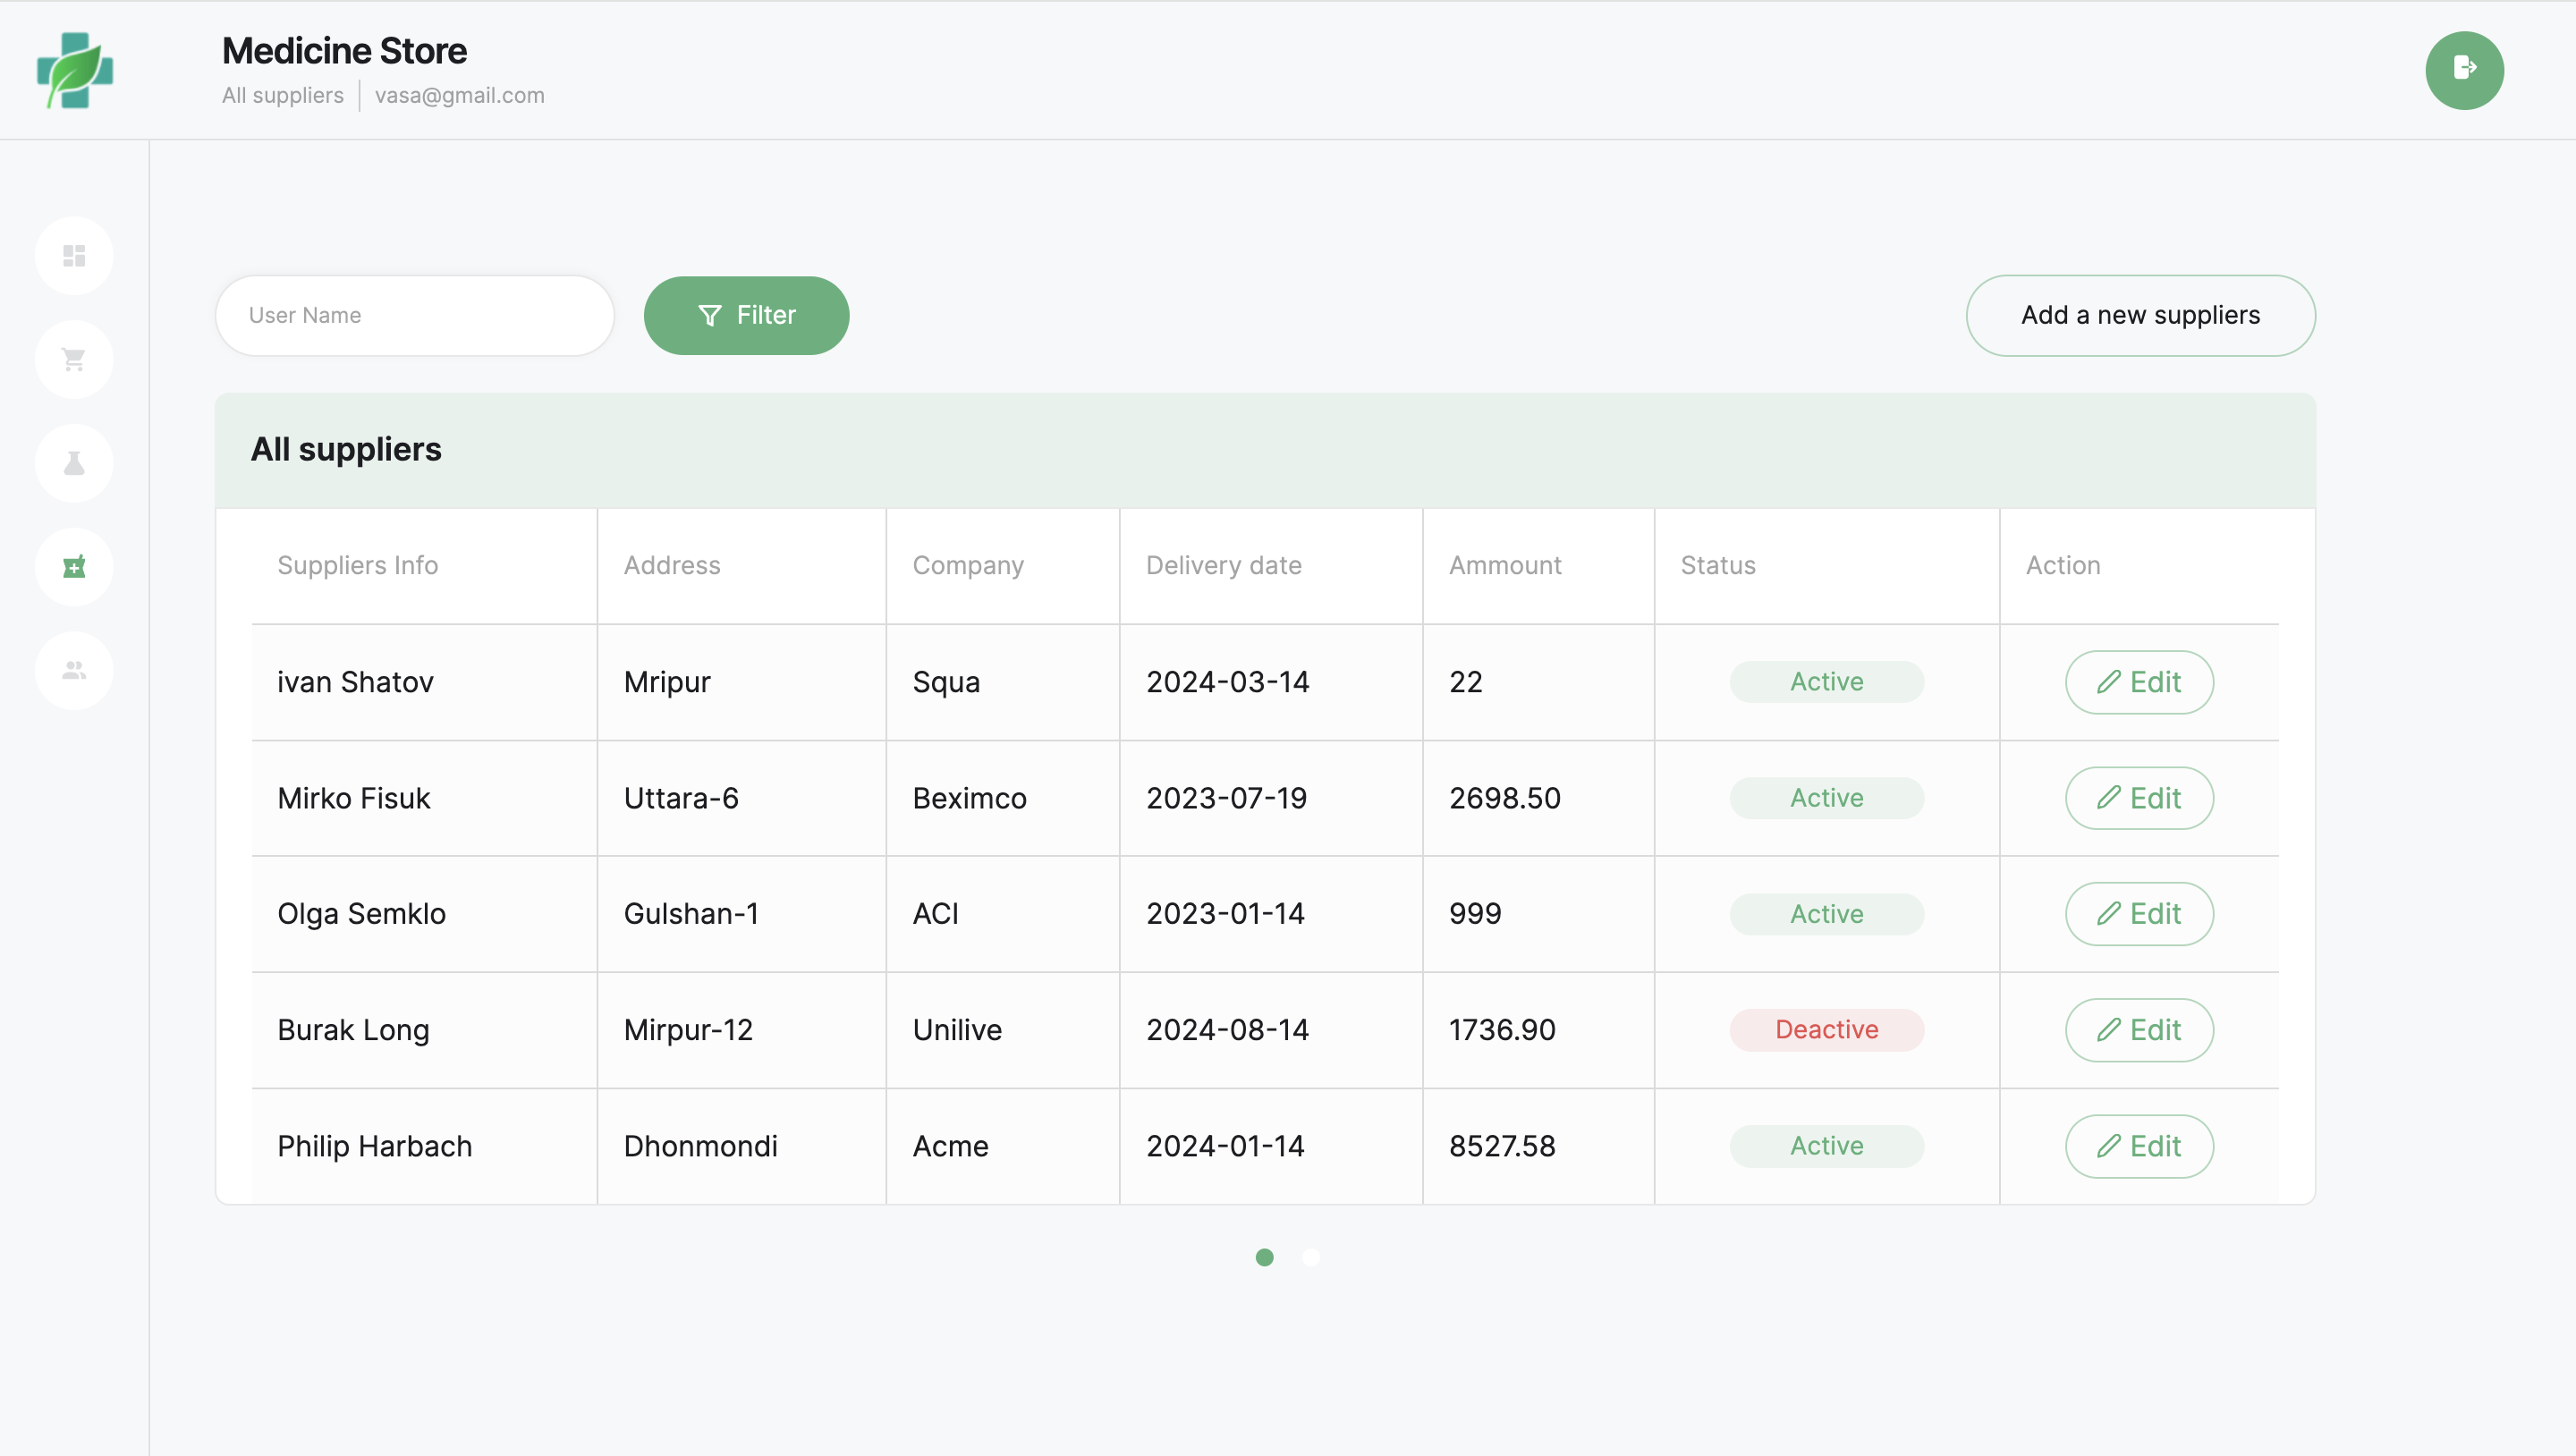 Medicine Store
All suppliers | vasa@gmail.com
User Name
Filter
Add a new suppliers
All suppliers
Suppliers Info Address Company Delivery date Ammount Status Action
ivan Shatov Mripur Squa 2024-03-14 22 Active Edit
Mirko Fisuk Uttara-6 Beximco 2023-07-19 2698.50 Active Edit
Olga Semklo Gulshan-1 ACI 2023-01-14 999 Active Edit
Burak Long Mirpur-12 Unilive 2024-08-14 1736.90 Deactive Edit
Philip Harbach Dhonmondi Acme 2024-01-14 8527.58 Active Edit